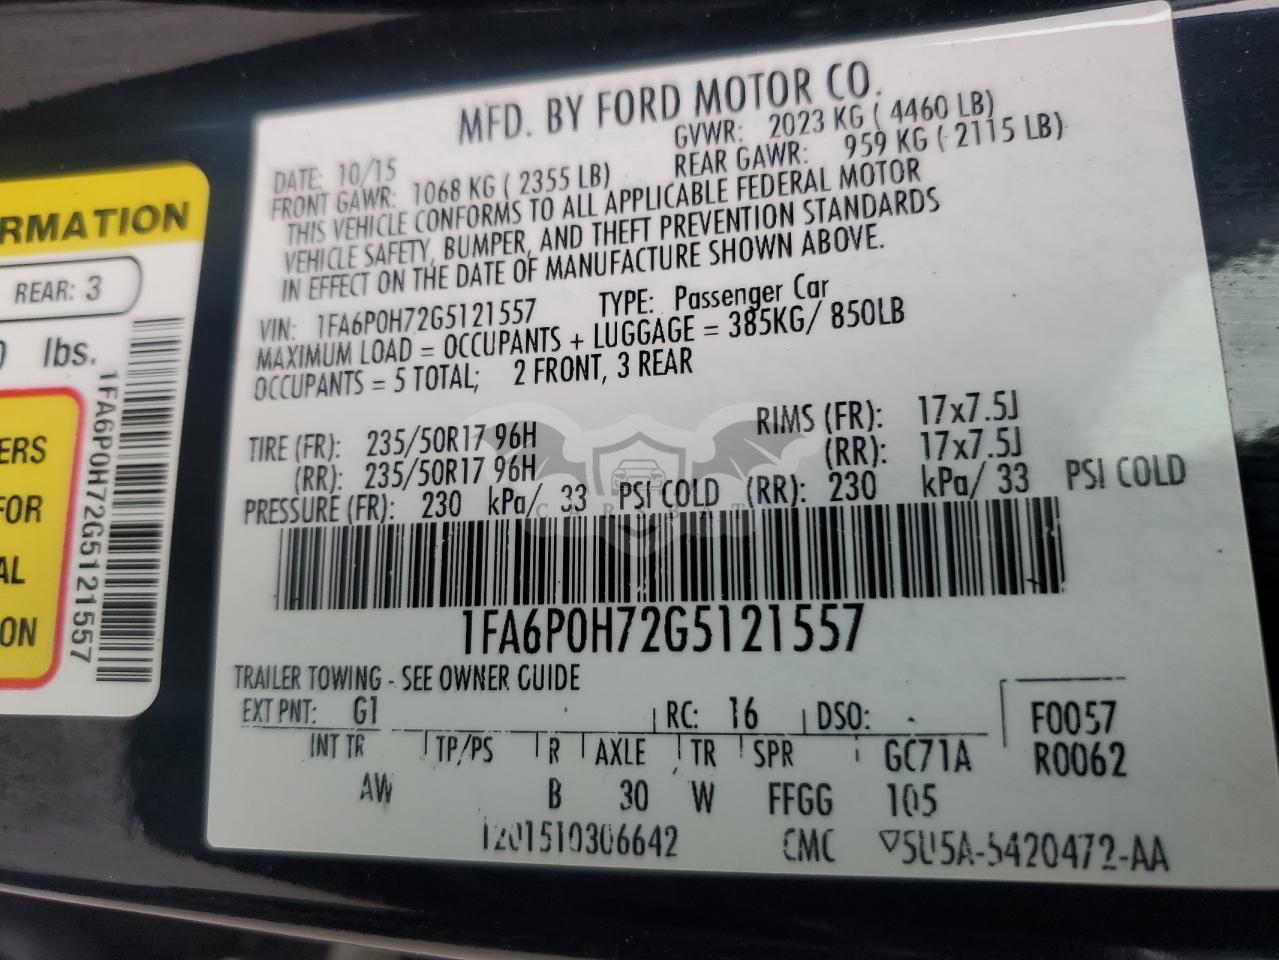 MFD. BY FORD MOTOR CO.
DATE: 10/15 GVWR: 2023 KG ( 4460 LB)
FRONT GAWR: 1068 KG ( 2355 LB) REAR GAWR: 959 KG ( 2115 LB)
THIS VEHICLE CONFORMS TO ALL APPLICABLE FEDERAL MOTOR
VEHICLE SAFETY, BUMPER, AND THEFT PREVENTION STANDARDS
IN EFFECT ON THE DATE OF MANUFACTURE SHOWN ABOVE.
VIN: 1FA6P0H72G5121557 TYPE: Passenger Car
MAXIMUM LOAD = OCCUPANTS + LUGGAGE = 385KG/ 850LB
OCCUPANTS = 5 TOTAL; 2 FRONT, 3 REAR
TIRE (FR): 235/50R17 96H RIMS (FR): 17x7.5J
(RR): 235/50R17 96H (RR): 17x7.5J
PRESSURE (FR): 230 kPa/ 33 PSI COLD (RR): 230 kPa/ 33 PSI COLD
1FA6P0H72G5121557
TRAILER TOWING - SEE OWNER GUIDE
EXT PNT: G1 RC: 16 DSO: F0057
INT TR TP/PS R AXLE TR SPR GC71A R0062
AW B 30 W FFGG 105
1201510306642 CMC ▽5U5A-5420472-AA
RMATION
REAR: 3
lbs.
1FA6P0H72G5121557
ERS
FOR
AL
ON